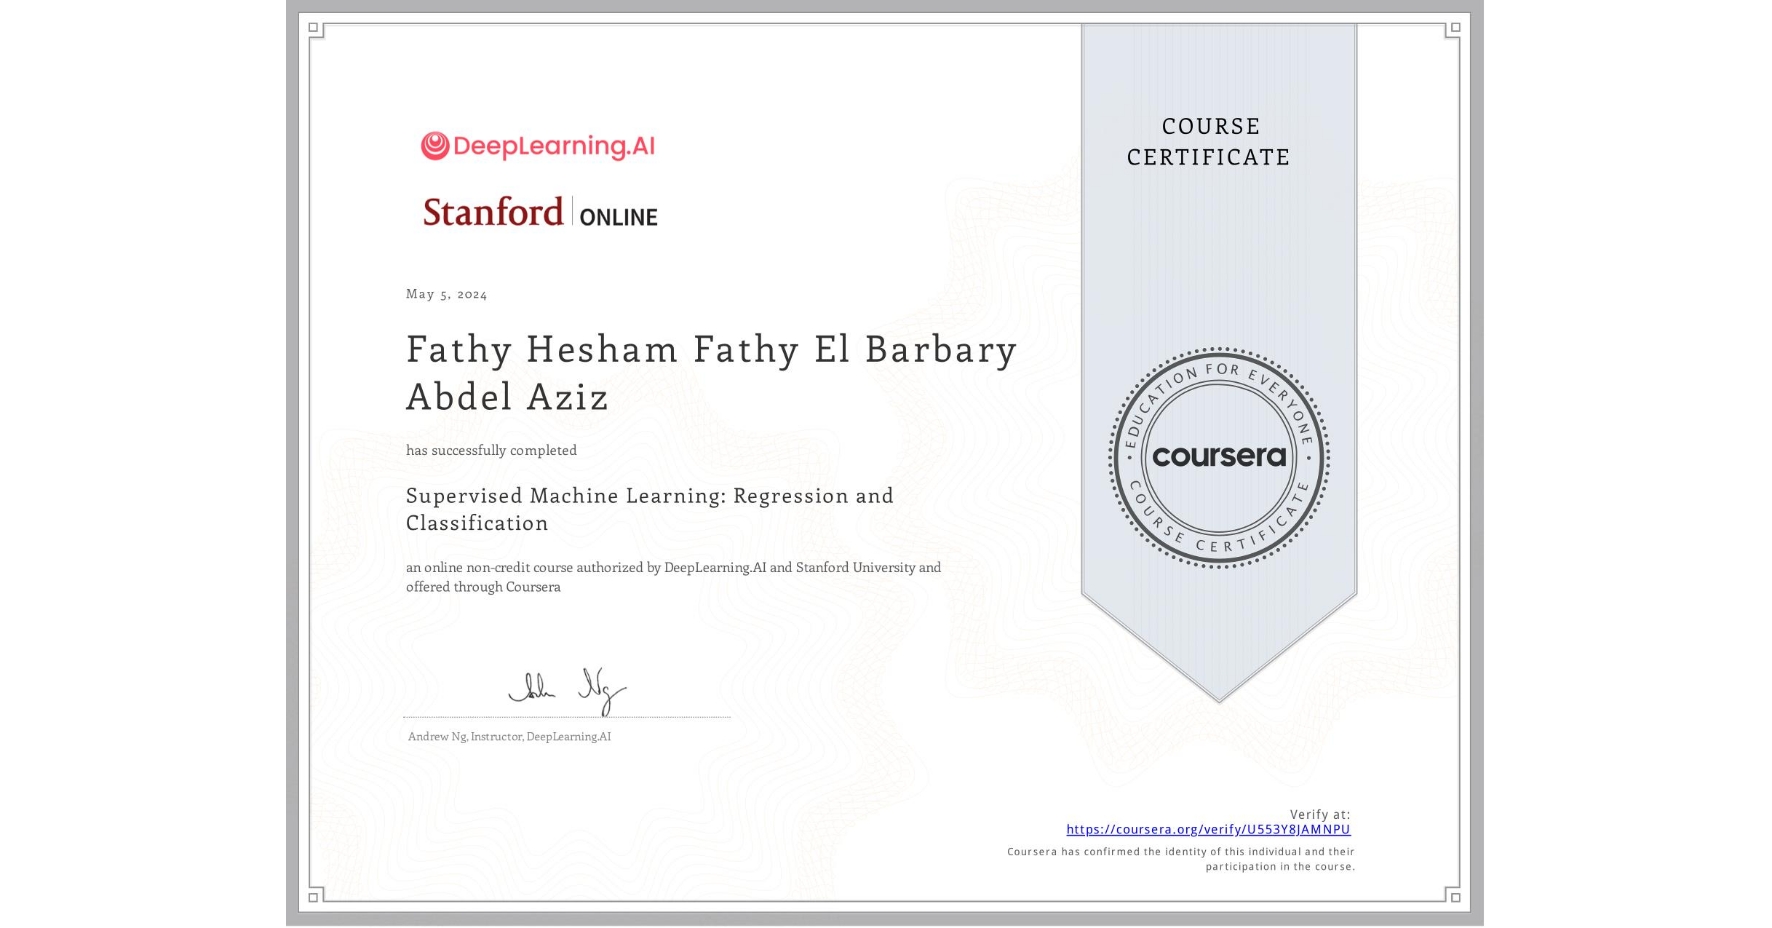 DeepLearning.AI
Stanford | ONLINE
COURSE
CERTIFICATE
May 5, 2024
Fathy Hesham Fathy El Barbary
Abdel Aziz
has successfully completed
Supervised Machine Learning: Regression and
Classification
an online non-credit course authorized by DeepLearning.AI and Stanford University and
offered through Coursera
EDUCATION FOR EVERYONE
coursera
COURSE CERTIFICATE
Andrew Ng, Instructor, DeepLearning.AI
Verify at:
https://coursera.org/verify/U553Y8JAMNPU
Coursera has confirmed the identity of this individual and their
participation in the course.